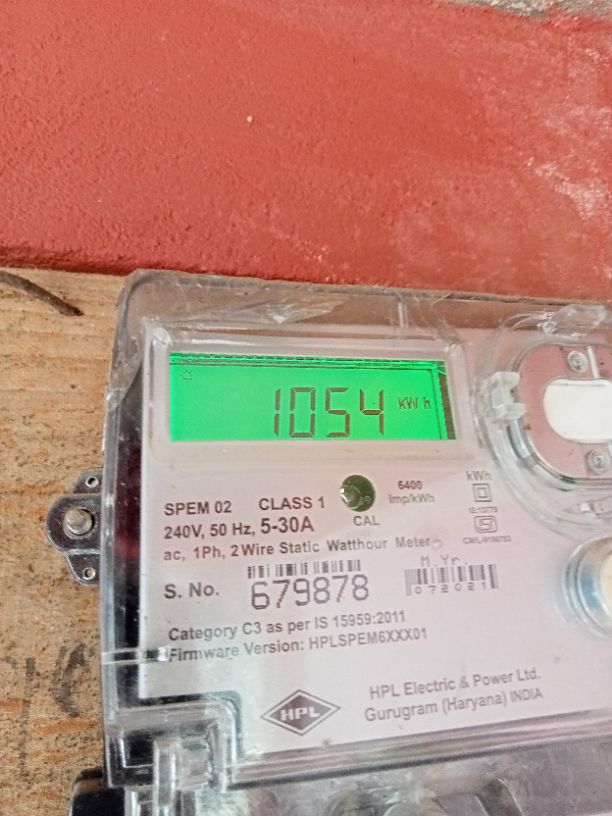 1054 kWh
SPEM 02 CLASS 1
240V, 50 Hz, 5-30A
CAL
6400
imp/kWh
kWh
IS:13779
ac, 1Ph, 2 Wire Static Watthour Meter
M.Yr.
S. No. 679878
072021
Category C3 as per IS 15959:2011
Firmware Version: HPLSPEM6XXX01
HPL
HPL Electric & Power Ltd.
Gurugram (Haryana) INDIA